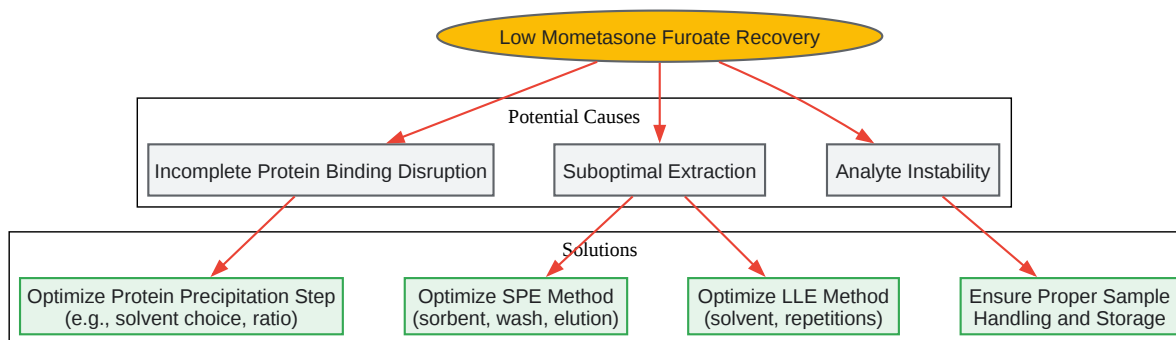 Low Mometasone Furoate Recovery
Potential Causes
Incomplete Protein Binding Disruption
Suboptimal Extraction
Analyte Instability
Solutions
Optimize Protein Precipitation Step
(e.g., solvent choice, ratio)
Optimize SPE Method
(sorbent, wash, elution)
Optimize LLE Method
(solvent, repetitions)
Ensure Proper Sample
Handling and Storage